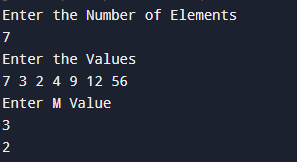 Enter the Number of Elements
7
Enter the Values
7 3 2 4 9 12 56
Enter M Value
3
2